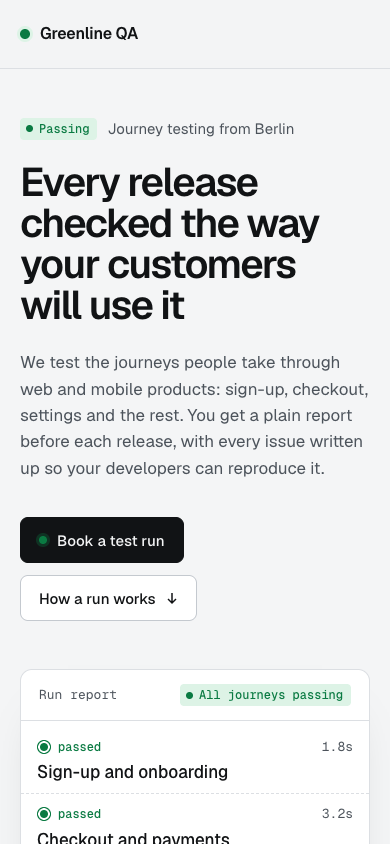 Greenline QA
Passing Journey testing from Berlin
Every release
checked the way
your customers
will use it
We test the journeys people take through
web and mobile products: sign-up, checkout,
settings and the rest. You get a plain report
before each release, with every issue written
up so your developers can reproduce it.
Book a test run
How a run works ↓
Run report All journeys passing
passed 1.8s
Sign-up and onboarding
passed 3.2s
Checkout and payments